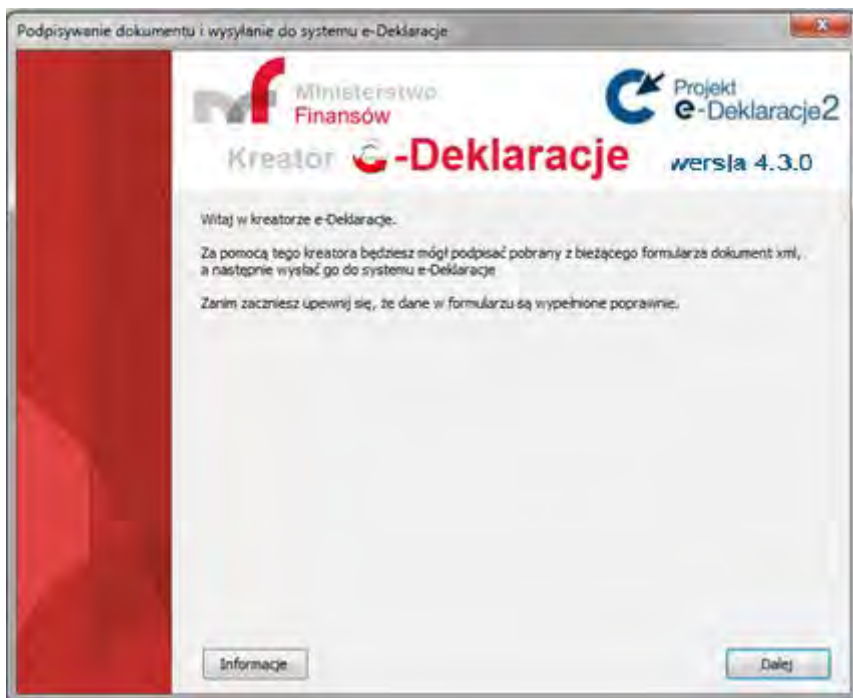 Podpisywanie dokumentu i wysyłanie do systemu e-Deklaracje
Ministerstwo
Finansów
Projekt
e-Deklaracje2
Kreator e-Deklaracje wersja 4.3.0
Witaj w kreatorze e-Deklaracje.
Za pomocą tego kreatora będziesz mógł podpisać pobrany z bieżącego formularza dokument xml,
a następnie wysłać go do systemu e-Deklaracje
Zanim zaczniesz upewnij się, że dane w formularzu są wypełnione poprawnie.
Informacje
Dalej